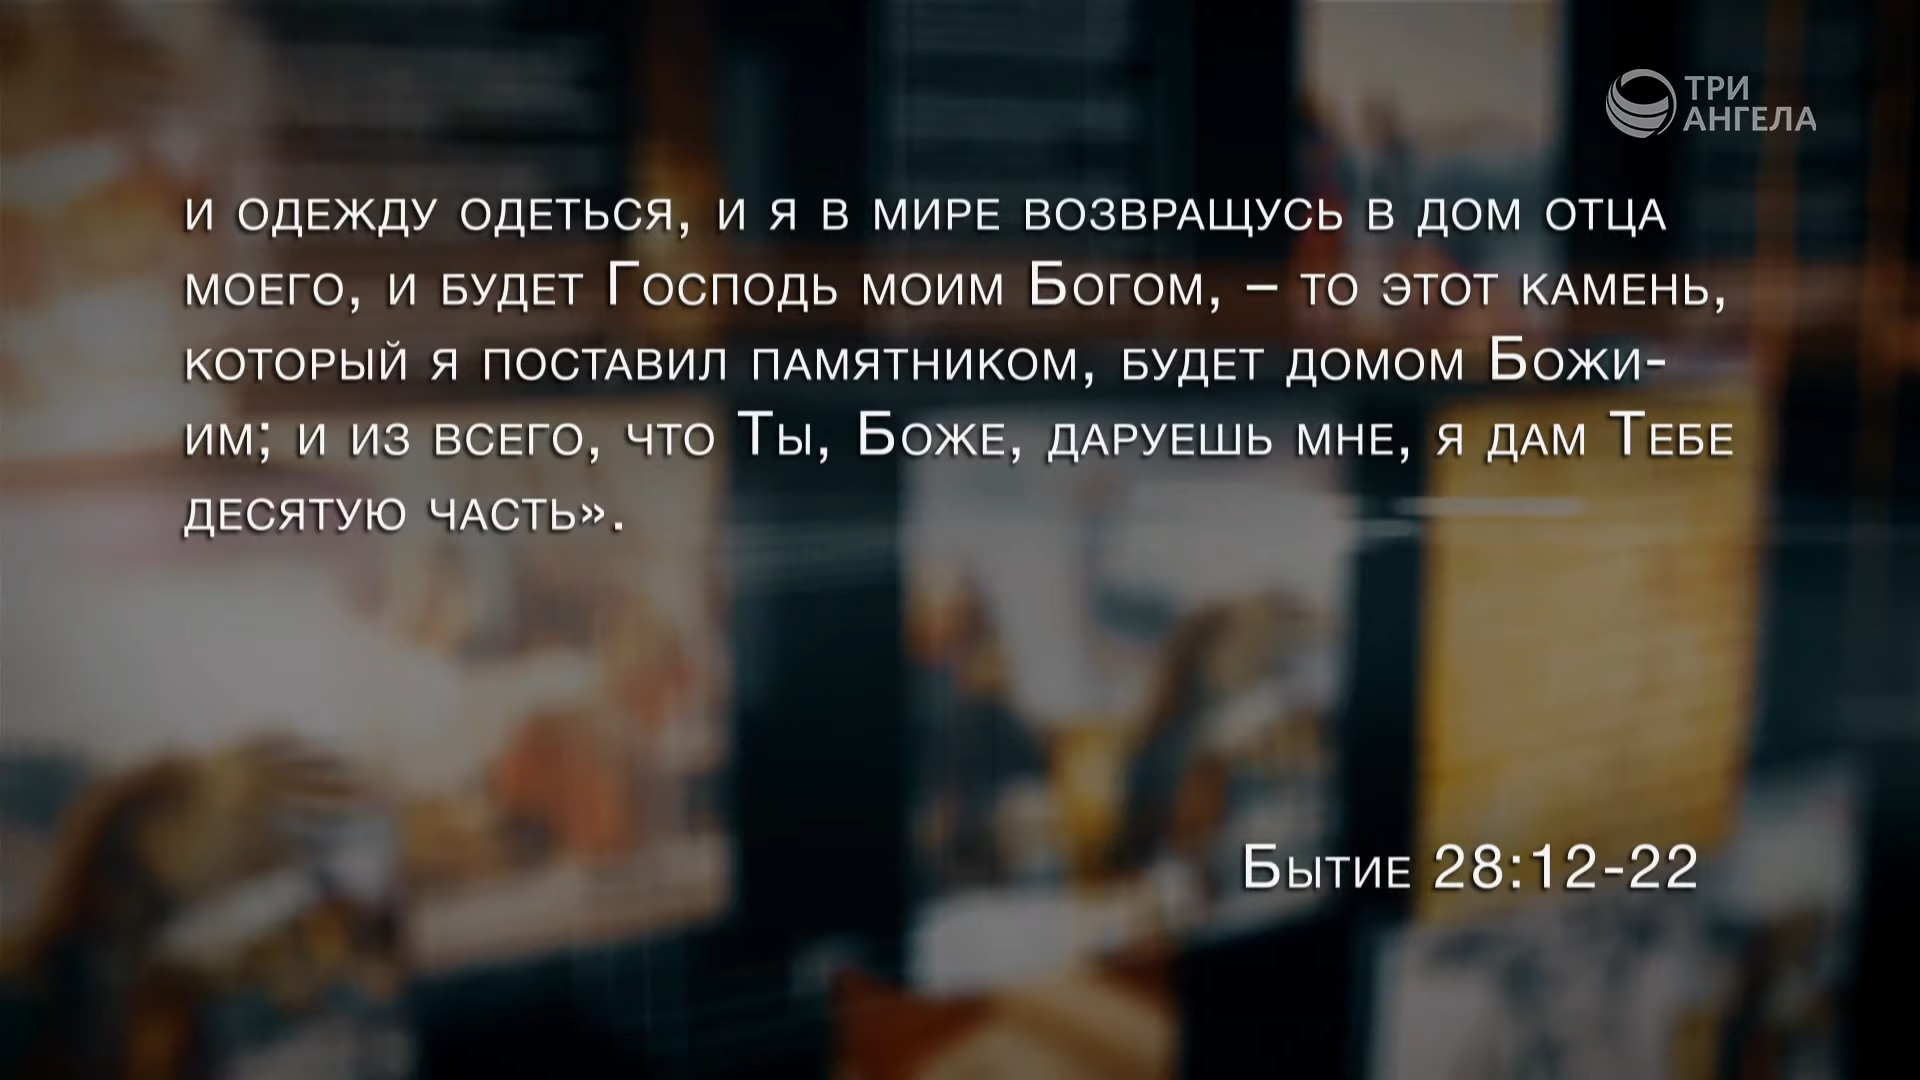 ТРИ
АНГЕЛА
и одежду одеться, и я в мире возвращусь в дом отца
моего, и будет Господь моим Богом, – то этот камень,
который я поставил памятником, будет домом Божи-
им; и из всего, что Ты, Боже, даруешь мне, я дам Тебе
десятую часть».
Бытие 28:12-22